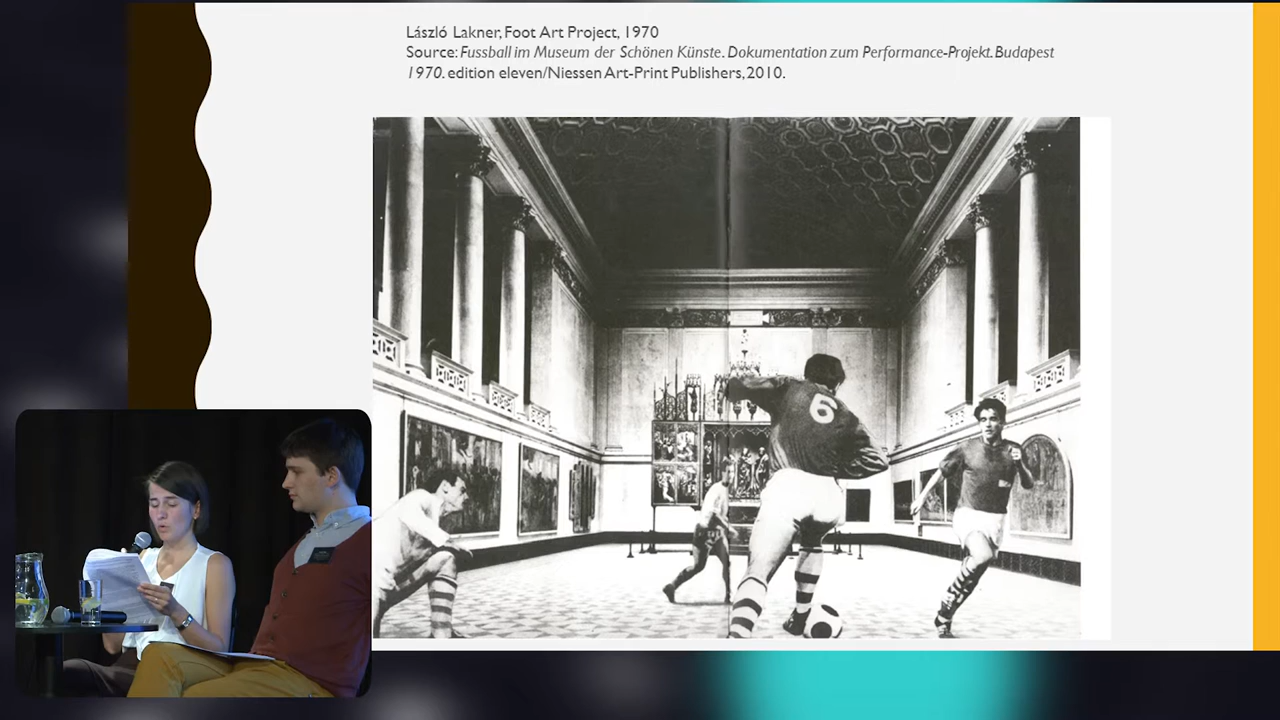 László Lakner, Foot Art Project, 1970
Source: Fussball im Museum der Schönen Künste. Dokumentation zum Performance-Projekt. Budapest
1970. edition eleven/Niessen Art-Print Publishers, 2010.
6